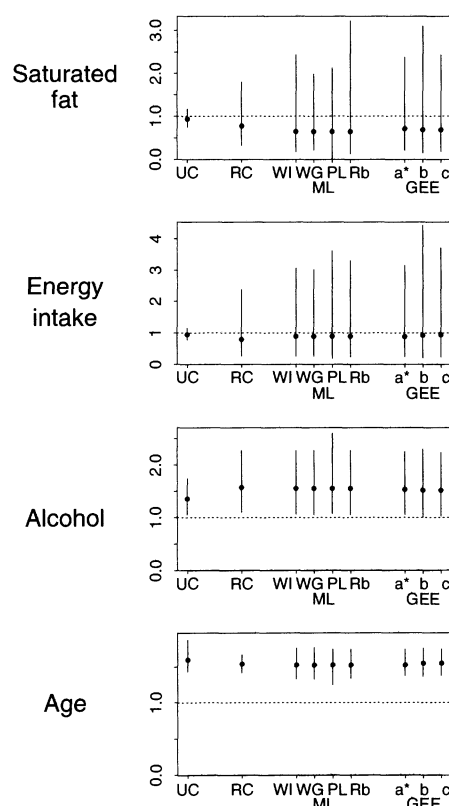 Saturated
fat
0.0 1.0 2.0 3.0
UC RC WI WG PL Rb a* b c
ML GEE
Energy
intake
0 1 2 3 4
UC RC WI WG PL Rb a* b c
ML GEE
Alcohol
0.0 1.0 2.0
UC RC WI WG PL Rb a* b c
ML GEE
Age
0.0 1.0
UC RC WI WG PL Rb a* b c
ML GEE